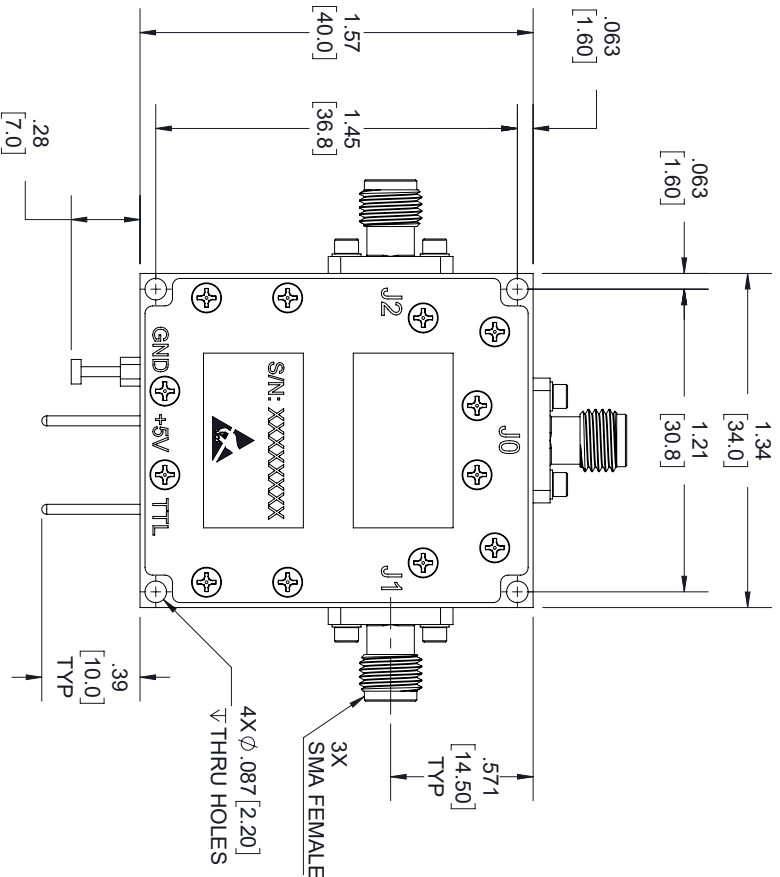 1.57
[40.0]
.063
[1.60]
1.45
[36.8]
.28
[7.0]
.063
[1.60]
1.34
[34.0]
1.21
[30.8]
J2
J0
J1
GND
+5V
TTL
S/N: XXXXXXXX
.39
[10.0]
TYP
4X Ø .087 [2.20]
↓ THRU HOLES
3X
SMA FEMALE
.571
[14.50]
TYP